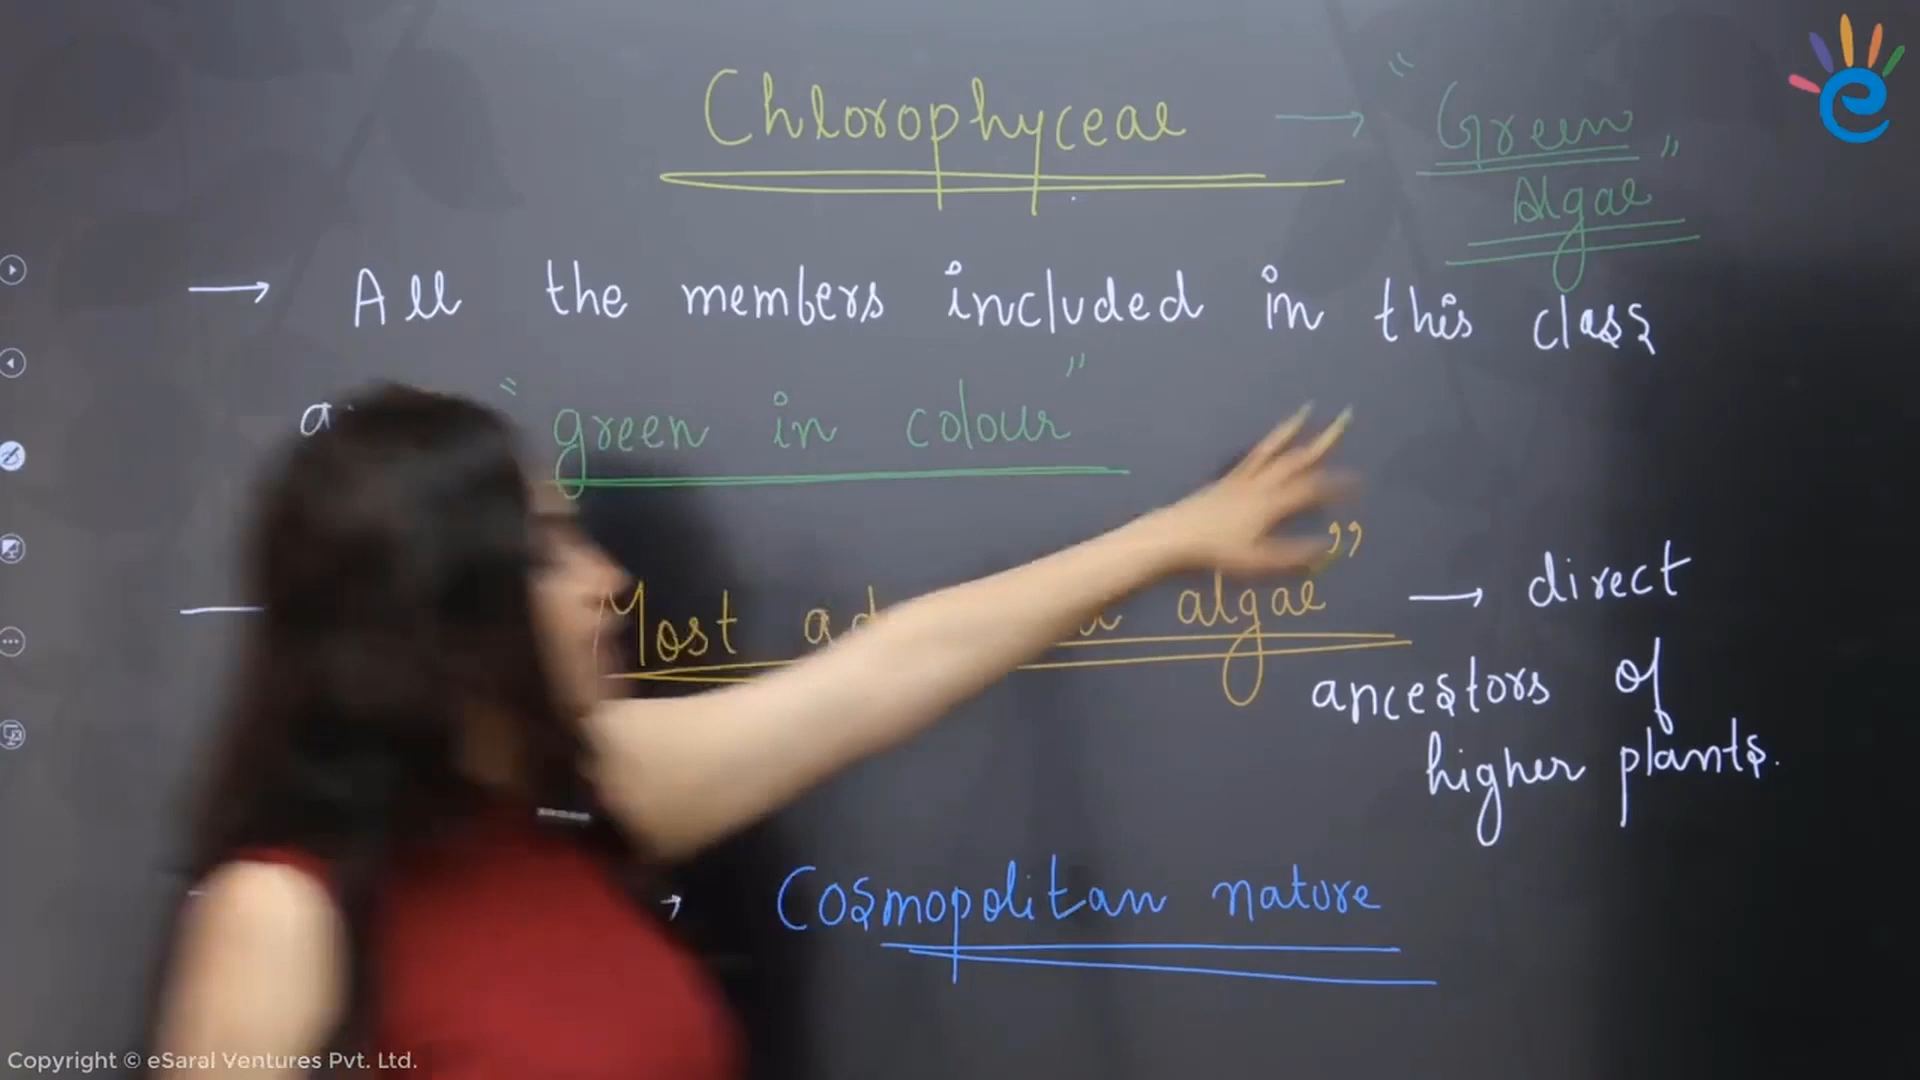 Chlorophyceae → "Green
Algae"
→ All the members included in this class
"green in colour"
Most algae" → direct
ancestors of
higher plants.
→ Cosmopolitan nature
Copyright © eSaral Ventures Pvt. Ltd.